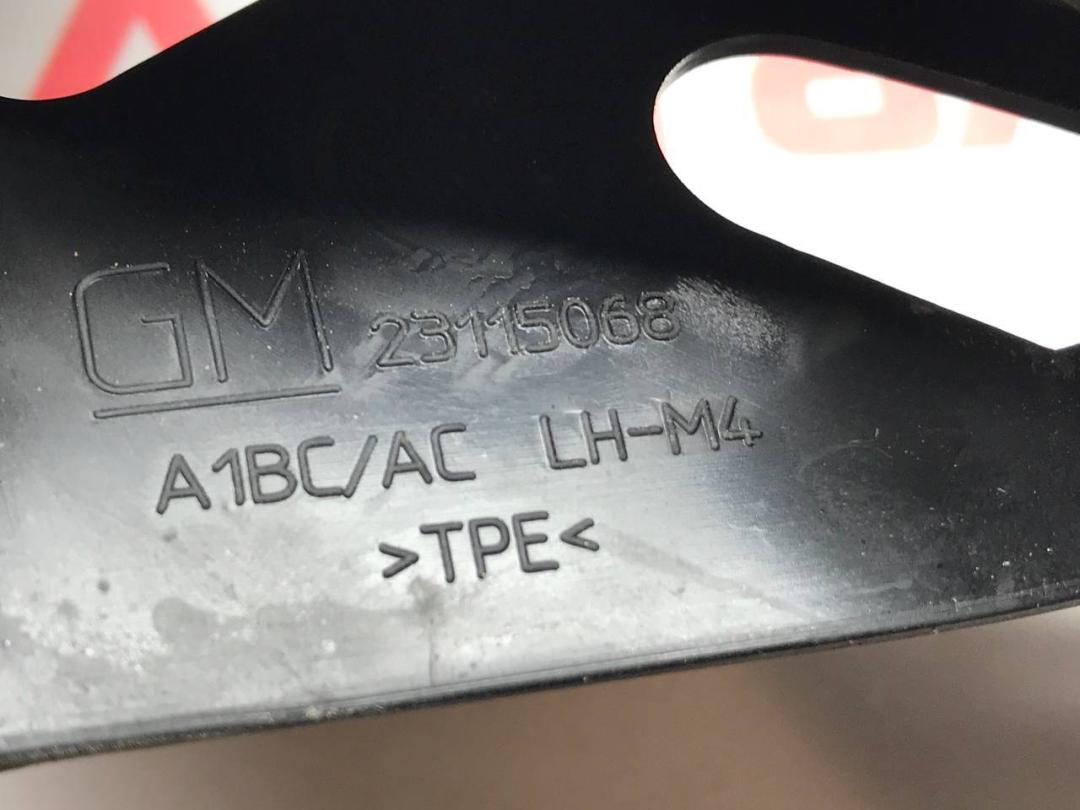 GM 23115068
A1BC/AC LH-M4
>TPE<